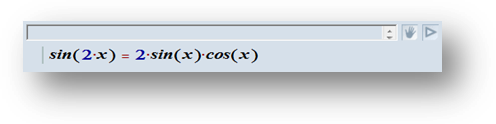 sin(2·x) = 2·sin(x)·cos(x)